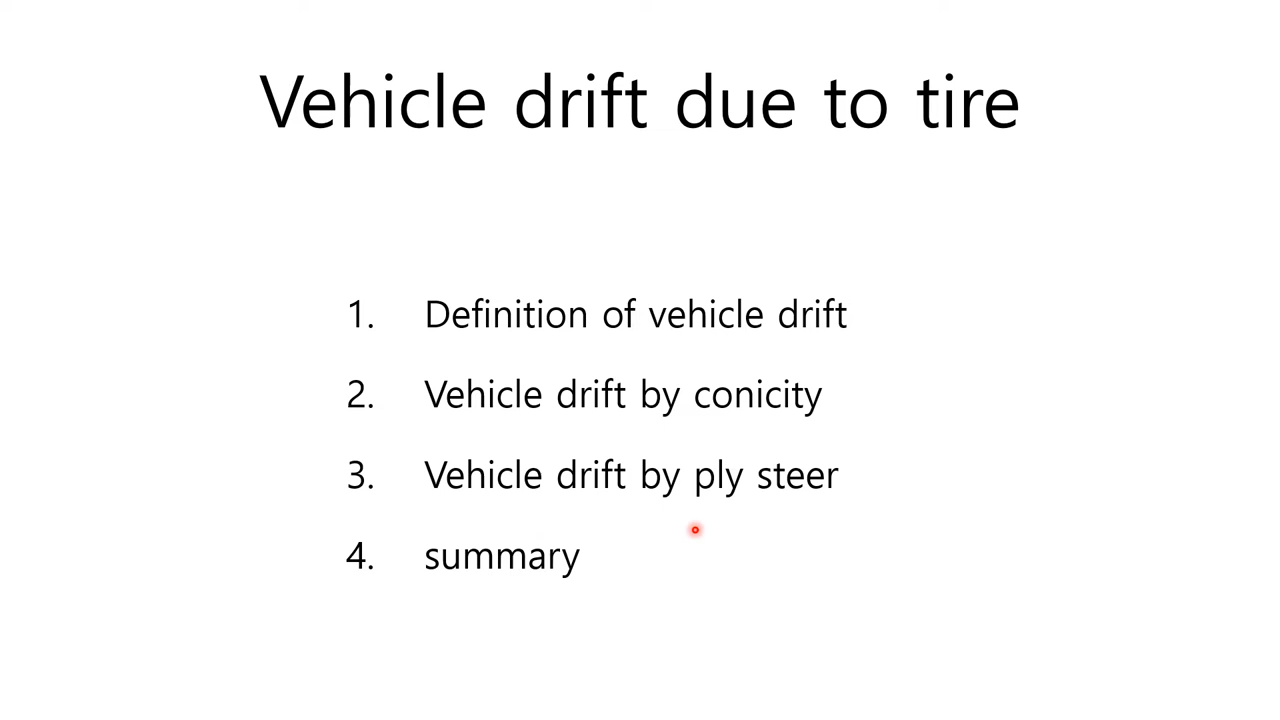 Vehicle drift due to tire
1. Definition of vehicle drift
2. Vehicle drift by conicity
3. Vehicle drift by ply steer
4. summary